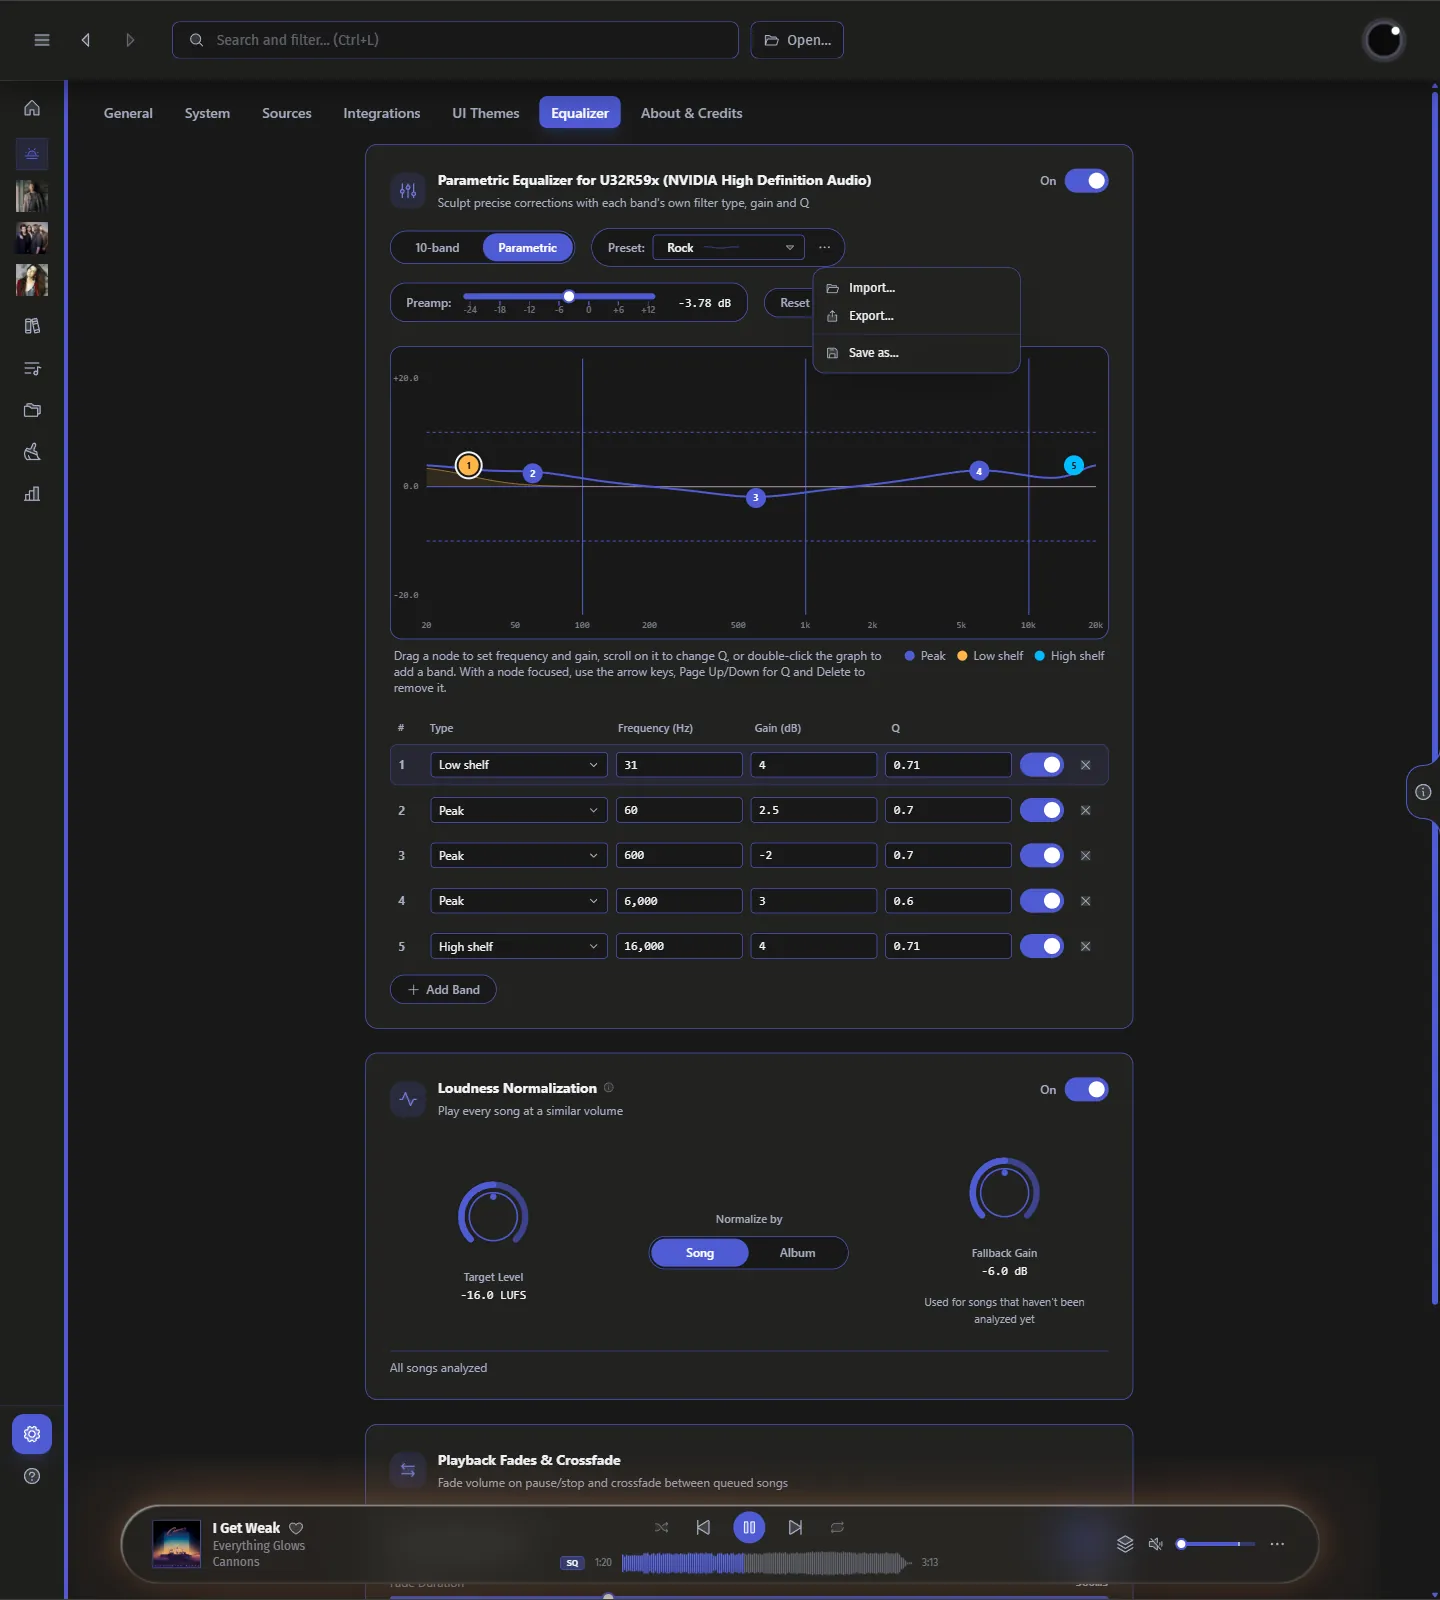 Search and filter... (Ctrl+L)
Open...
General
System
Sources
Integrations
UI Themes
Equalizer
About & Credits
Parametric Equalizer for U32R59x (NVIDIA High Definition Audio)
On
Sculpt precise corrections with each band's own filter type, gain and Q
10-band
Parametric
Preset:
Rock
Import...
Export...
Save as...
Preamp:
-24 -18 -12 -6 0 +6 +12
-3.78 dB
Reset
+20.0
0.0
-20.0
1
2
3
4
5
20 50 100 200 500 1k 2k 5k 10k 20k
Drag a node to set frequency and gain, scroll on it to change Q, or double-click the graph to
add a band. With a node focused, use the arrow keys, Page Up/Down for Q and Delete to
remove it.
Peak
Low shelf
High shelf
# Type Frequency (Hz) Gain (dB) Q
1 Low shelf 31 4 0.71
2 Peak 60 2.5 0.7
3 Peak 600 -2 0.7
4 Peak 6,000 3 0.6
5 High shelf 16,000 4 0.71
Add Band
Loudness Normalization
On
Play every song at a similar volume
Target Level
-16.0 LUFS
Normalize by
Song
Album
Fallback Gain
-6.0 dB
Used for songs that haven't been
analyzed yet
All songs analyzed
Playback Fades & Crossfade
Fade volume on pause/stop and crossfade between queued songs
I Get Weak
Everything Glows
Cannons
SQ
1:20
3:13
Fade Duration